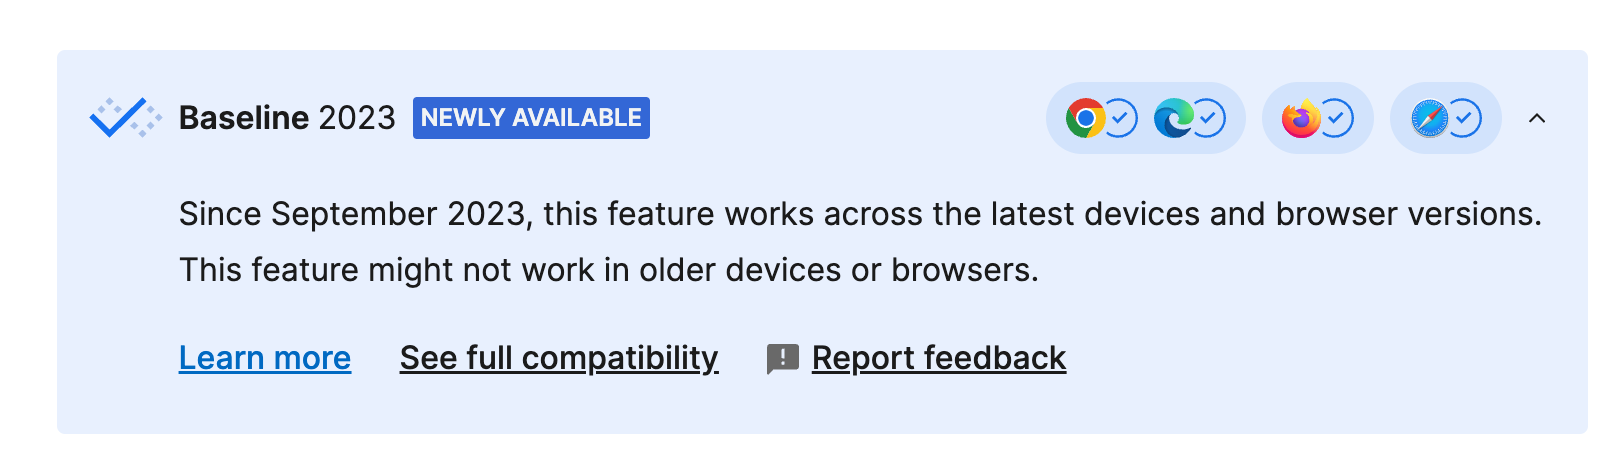 Baseline 2023 NEWLY AVAILABLE
Since September 2023, this feature works across the latest devices and browser versions.
This feature might not work in older devices or browsers.
Learn more See full compatibility Report feedback